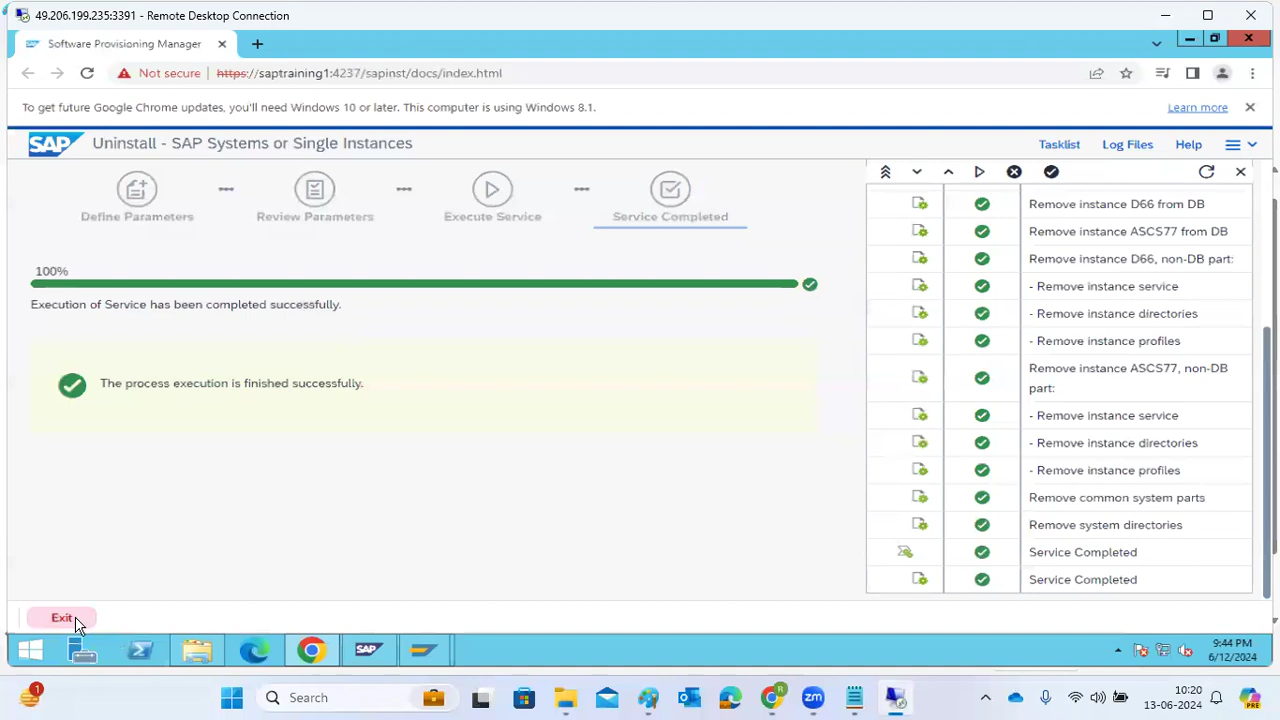 49.206.199.235:3391 - Remote Desktop Connection
Software Provisioning Manager
Not secure
https://saptraining1:4237/sapinst/docs/index.html
To get future Google Chrome updates, you'll need Windows 10 or later. This computer is using Windows 8.1.
Learn more
SAP
Uninstall - SAP Systems or Single Instances
Tasklist
Log Files
Help
Define Parameters
Review Parameters
Execute Service
Service Completed
100%
Execution of Service has been completed successfully.
The process execution is finished successfully.
Remove instance D66 from DB
Remove instance ASCS77 from DB
Remove instance D66, non-DB part:
- Remove instance service
- Remove instance directories
- Remove instance profiles
Remove instance ASCS77, non-DB
part:
- Remove instance service
- Remove instance directories
- Remove instance profiles
Remove common system parts
Remove system directories
Service Completed
Service Completed
Exit
SAP
9:44 PM
6/12/2024
1
Search
R
zm
10:20
13-06-2024
PRE